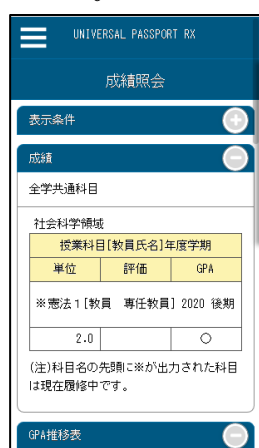 UNIVERSAL PASSPORT RX
成績照会
表示条件
成績
全学共通科目
社会科学領域
授業科目[教員氏名]年度学期
単位 評価 GPA
※憲法1[教員 専任教員] 2020 後期
2.0 ○
(注)科目名の先頭に※が出力された科目
は現在履修中です。
GPA推移表